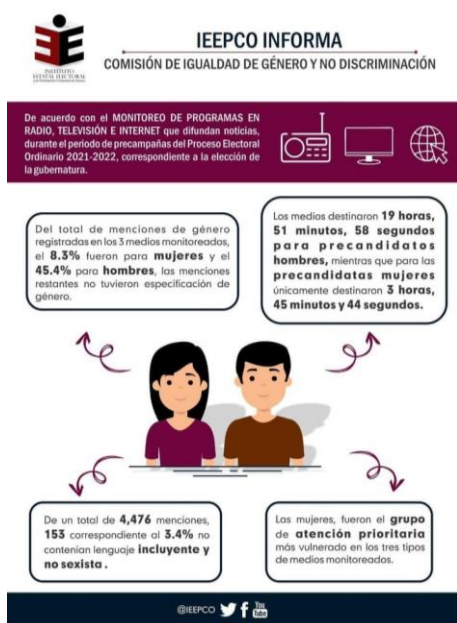 IEEPCO INFORMA
COMISIÓN DE IGUALDAD DE GÉNERO Y NO DISCRIMINACIÓN
INSTITUTO
ESTATAL ELECTORAL
De acuerdo con el MONITOREO DE PROGRAMAS EN
RADIO, TELEVISIÓN E INTERNET que difundan noticias,
durante el periodo de precampañas del Proceso Electoral
Ordinario 2021-2022, correspondiente a la elección de
la gubernatura.
Del total de menciones de género
registradas en los 3 medios monitoreados,
el 8.3% fueron para mujeres y el
45.4% para hombres, las menciones
restantes no tuvieron especificación de
género.
Los medios destinaron 19 horas,
51 minutos, 58 segundos
para precandidatos
hombres, mientras que para las
precandidatas mujeres
únicamente destinaron 3 horas,
45 minutos y 44 segundos.
De un total de 4,476 menciones,
153 correspondiente al 3.4% no
contenían lenguaje incluyente y
no sexista .
Las mujeres, fueron el grupo
de atención prioritaria
más vulnerado en los tres tipos
de medios monitoreados.
@IEEPCO
You
Tube